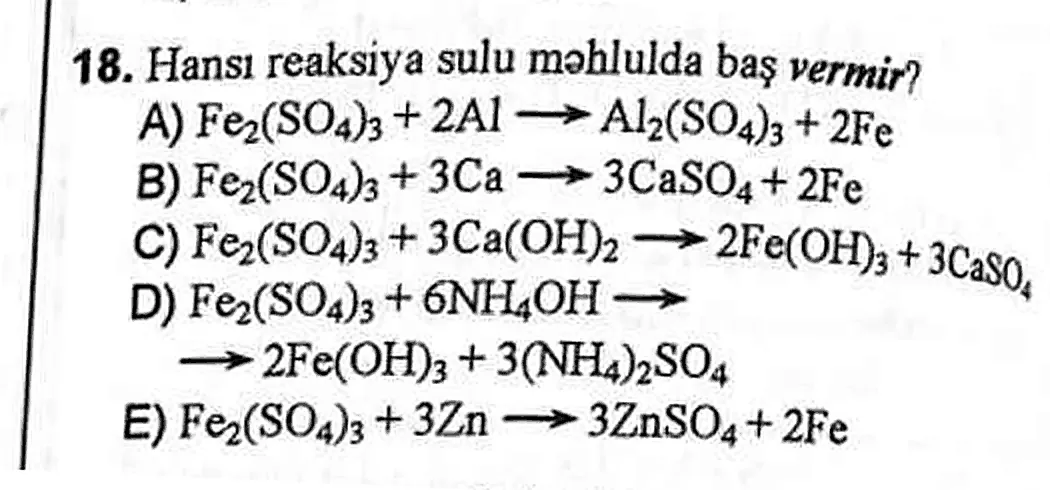 18. Hansı reaksiya sulu məhlulda baş vermir?
A) Fe₂(SO₄)₃ + 2Al → Al₂(SO₄)₃ + 2Fe
B) Fe₂(SO₄)₃ + 3Ca → 3CaSO₄ + 2Fe
C) Fe₂(SO₄)₃ + 3Ca(OH)₂ → 2Fe(OH)₃ + 3CaSO₄
D) Fe₂(SO₄)₃ + 6NH₄OH →
→ 2Fe(OH)₃ + 3(NH₄)₂SO₄
E) Fe₂(SO₄)₃ + 3Zn → 3ZnSO₄ + 2Fe